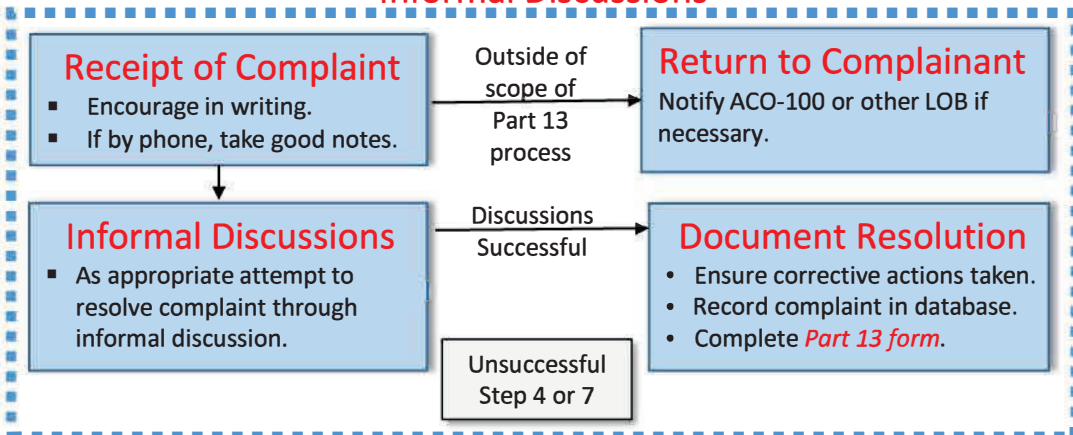 Informal Discussions
Receipt of Complaint
▪ Encourage in writing.
▪ If by phone, take good notes.
Outside of
scope of
Part 13
process
Return to Complainant
Notify ACO-100 or other LOB if
necessary.
Informal Discussions
▪ As appropriate attempt to
resolve complaint through
informal discussion.
Discussions
Successful
Document Resolution
• Ensure corrective actions taken.
• Record complaint in database.
• Complete Part 13 form.
Unsuccessful
Step 4 or 7